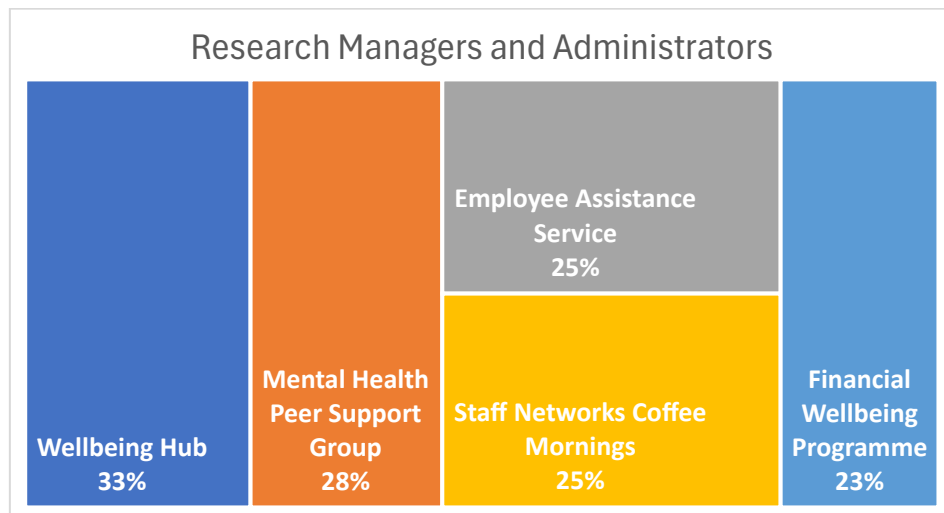 Research Managers and Administrators
Wellbeing Hub
33%
Mental Health
Peer Support
Group
28%
Employee Assistance
Service
25%
Staff Networks Coffee
Mornings
25%
Financial
Wellbeing
Programme
23%